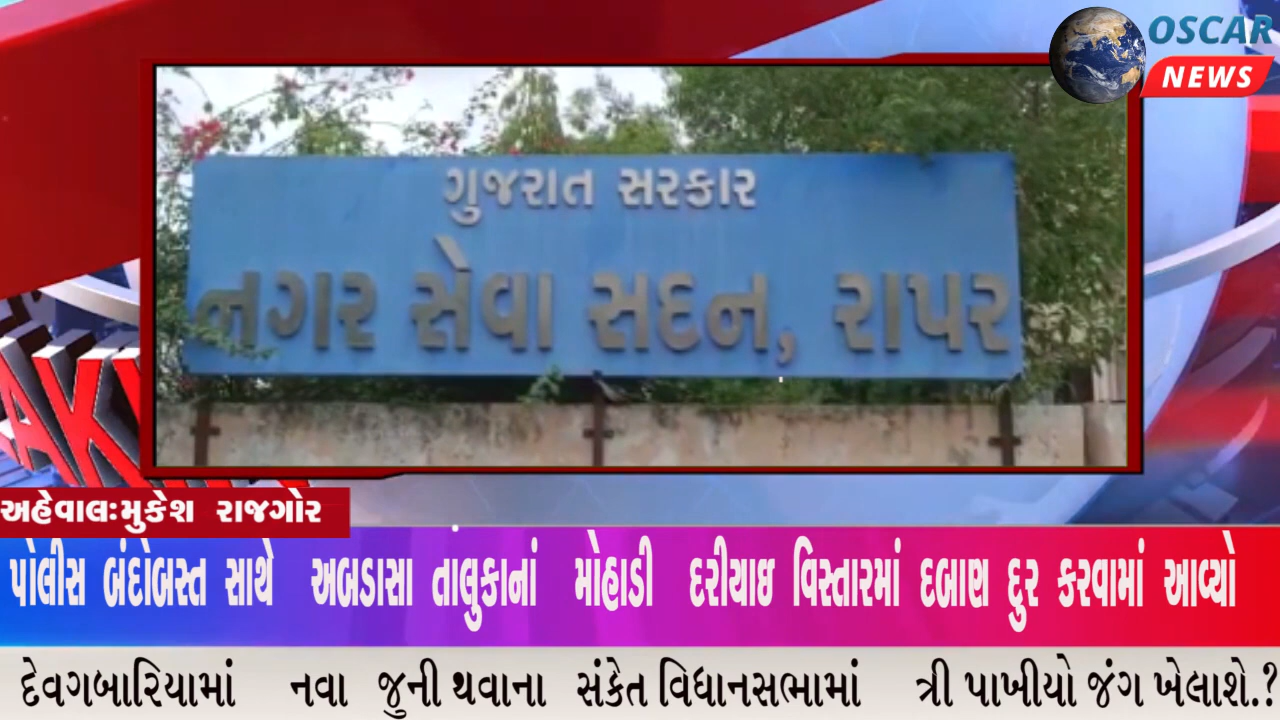 OSCAR
NEWS
ગુજરાત સરકાર
નગર સેવા સદન, રાપર
અહેવાલ:મુકેશ રાજગોર
પોલીસ બંદોબસ્ત સાથે અબડાસા તાંલુકાનાં મોહાડી દરીયાઇ વિસ્તારમાં દબાણ દુર કરવામાં આવ્યો
દેવગબારિયામાં નવા જુની થવાના સંકેત વિધાનસભામાં ત્રી પાખીયો જંગ ખેલાશે.?